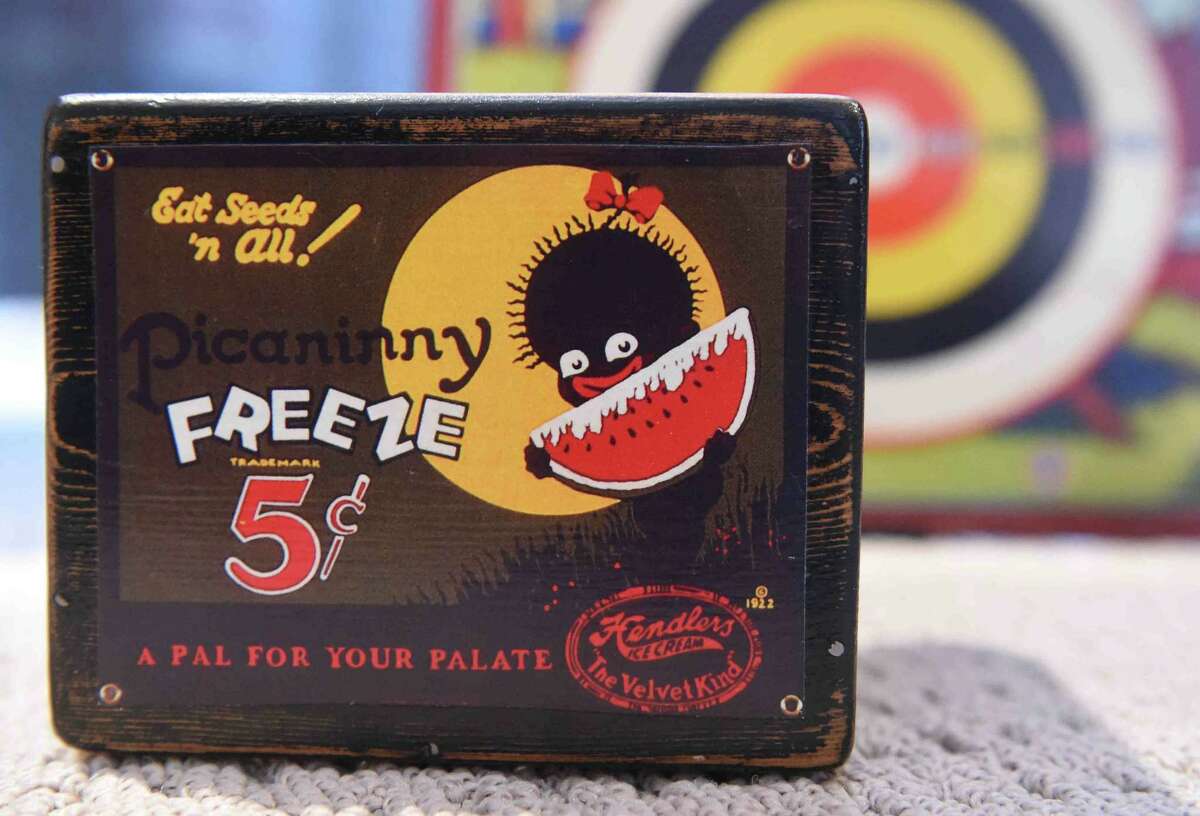 Eat Seeds
'n all!
Picaninny
FREEZE
TRADEMARK
5¢
© 1922
A PAL FOR YOUR PALATE
Hendlers
ICE CREAM
"The Velvet Kind"